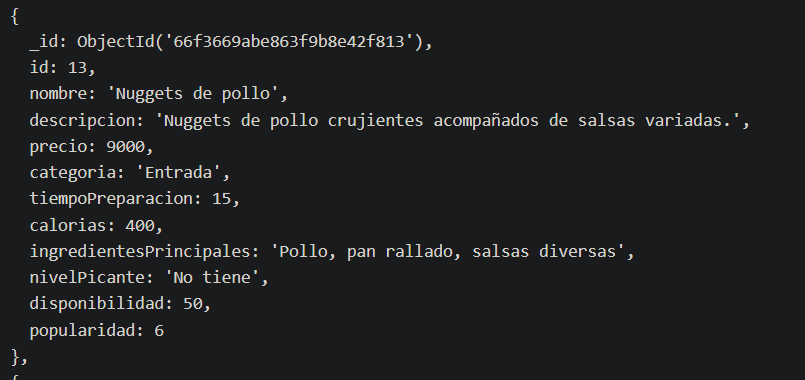 {
_id: ObjectId('66f3669abe863f9b8e42f813'),
id: 13,
nombre: 'Nuggets de pollo',
descripcion: 'Nuggets de pollo crujientes acompañados de salsas variadas.',
precio: 9000,
categoria: 'Entrada',
tiempoPreparacion: 15,
calorias: 400,
ingredientesPrincipales: 'Pollo, pan rallado, salsas diversas',
nivelPicante: 'No tiene',
disponibilidad: 50,
popularidad: 6
},
{